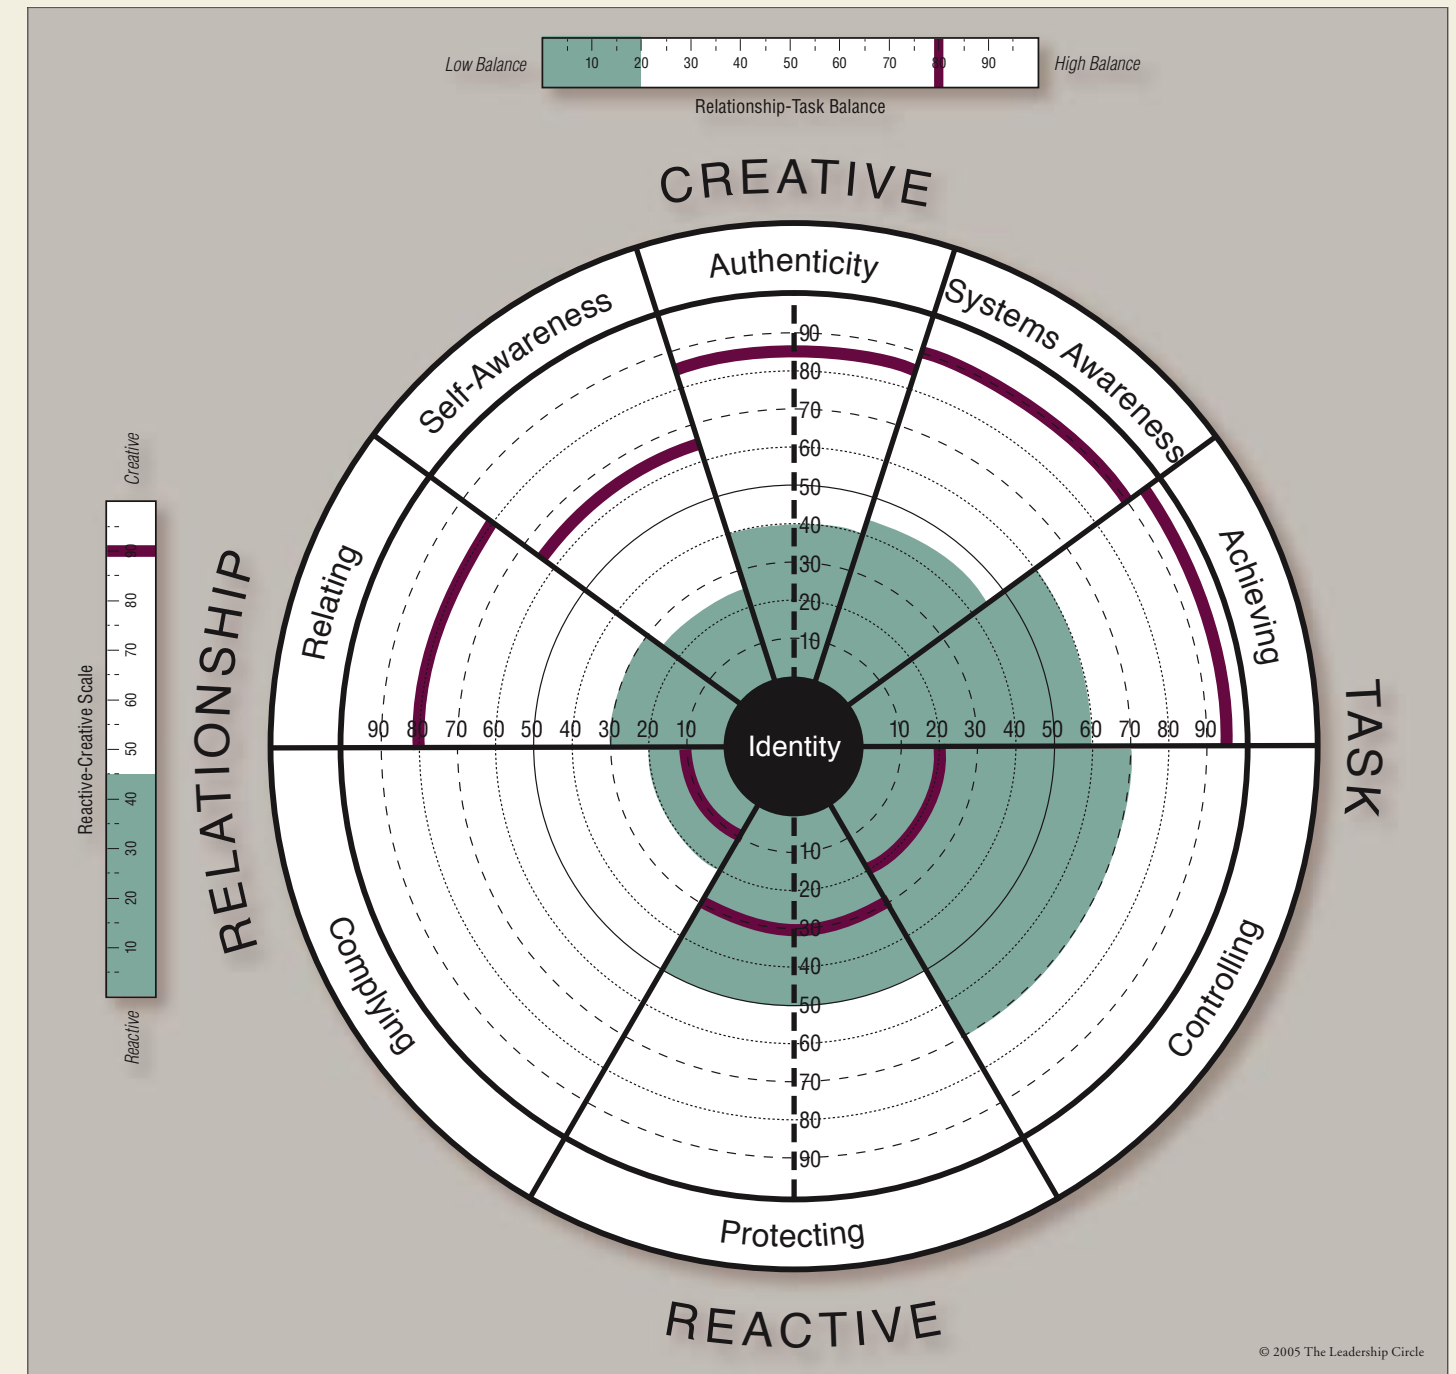 10 20 30 40 50 60 70 80 90
Low Balance
High Balance
Relationship-Task Balance
CREATIVE
Authenticity
Self-Awareness
Systems Awareness
Relating
Achieving
90
80
70
60
50
40
30
20
10
90 80 70 60 50 40 30 20 10
Identity
10 20 30 40 50 60 70 80 90
10
20
30
40
50
60
70
80
90
Complying
Controlling
Protecting
RELATIONSHIP
TASK
REACTIVE
Creative
90
80
70
60
50
40
30
20
10
Reactive
Reactive-Creative Scale
© 2005 The Leadership Circle